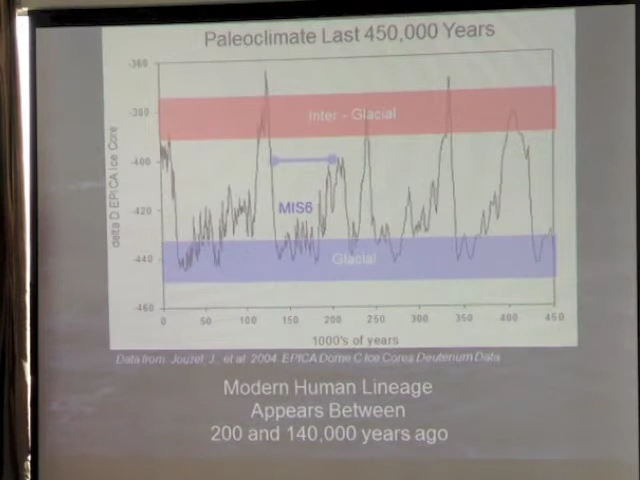 Paleoclimate Last 450,000 Years
-360
-380
-400
-420
-440
-460
delta D EPICA Ice Core
Inter - Glacial
MIS6
Glacial
0 50 100 150 200 250 300 350 400 450
1000's of years
Data from: Jouzel, J., et al. 2004. EPICA Dome C Ice Cores Deuterium Data
Modern Human Lineage
Appears Between
200 and 140,000 years ago